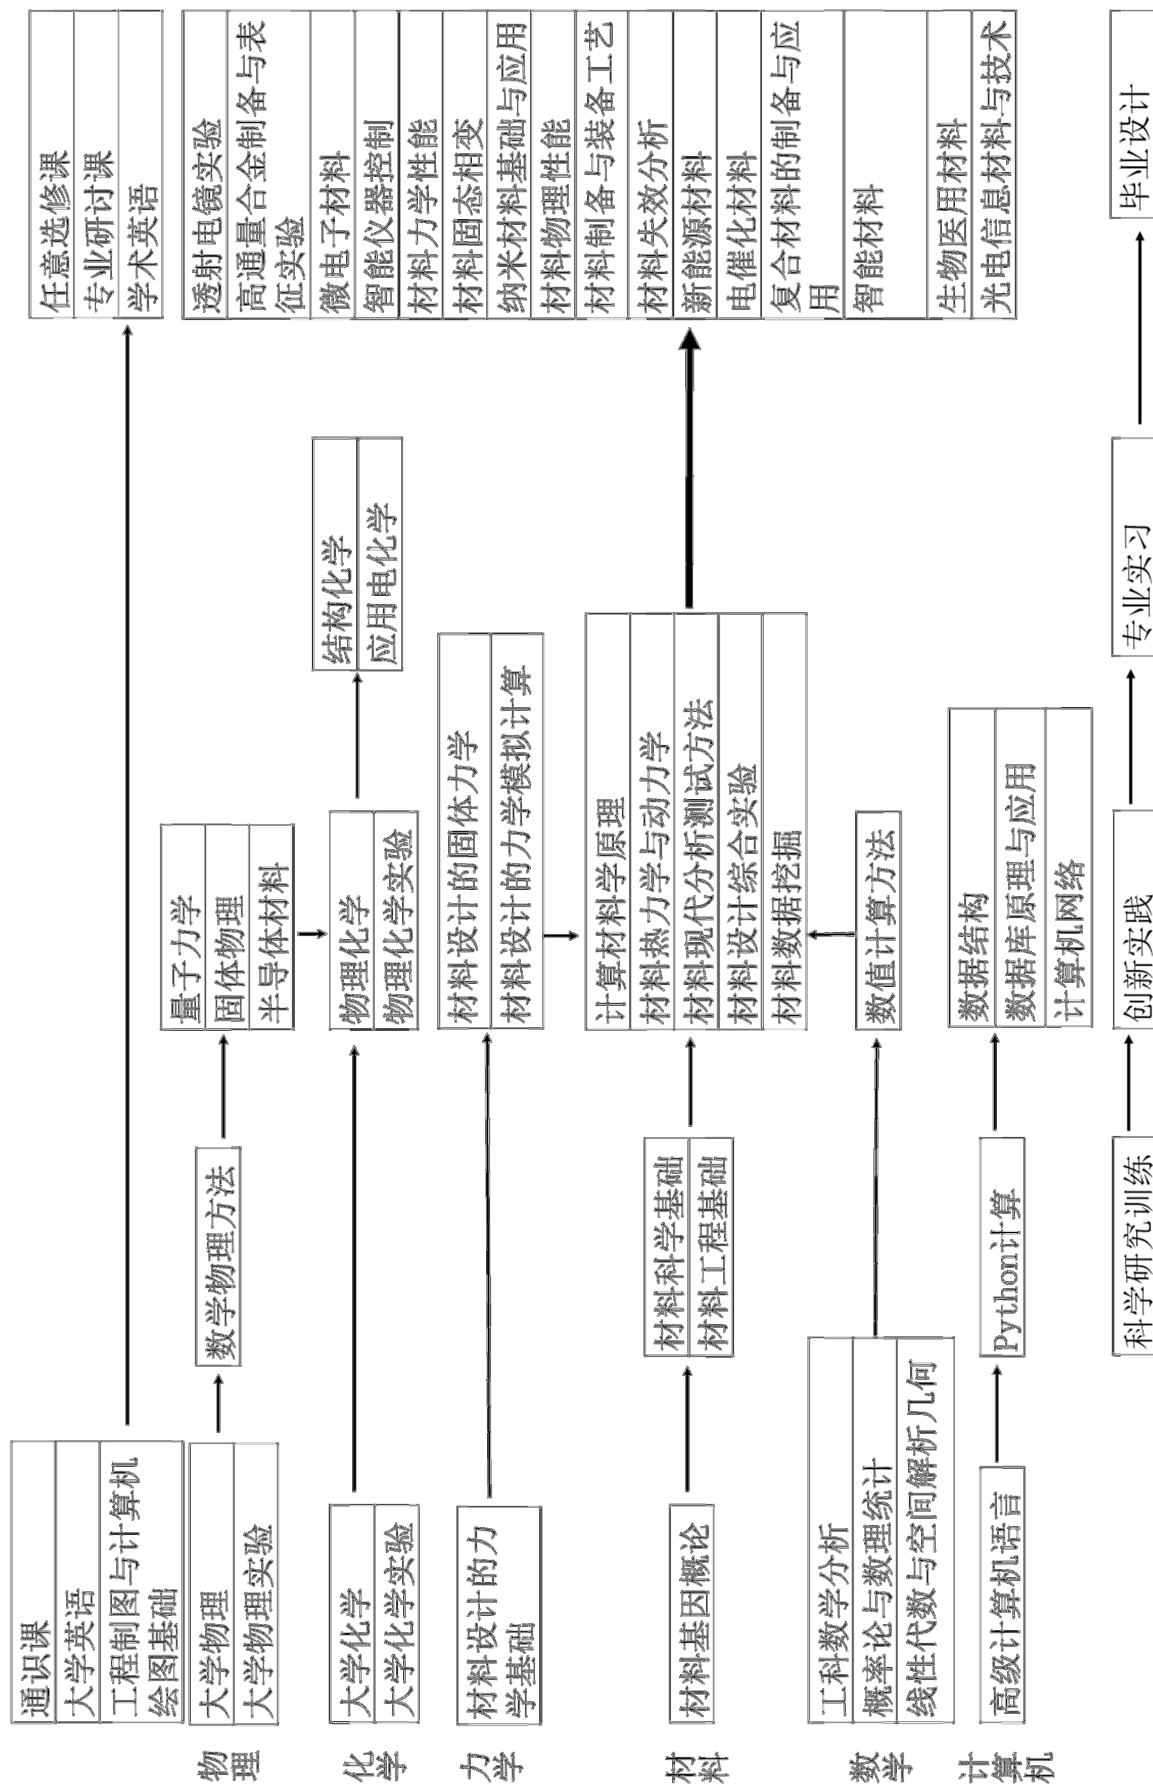 通识课
大学英语
工程制图与计算机
绘图基础
任意选修课
专业研讨课
学术英语
物理
大学物理
大学物理实验
数学物理方法
量子力学
固体物理
半导体材料
化学
大学化学
大学化学实验
物理化学
物理化学实验
结构化学
应用电化学
力学
材料设计的力
学基础
材料设计的固体力学
材料设计的力学模拟计算
材料
材料基因概论
材料科学基础
材料工程基础
计算材料学原理
材料热力学与动力学
材料现代分析测试方法
材料设计综合实验
材料数据挖掘
透射电镜实验
高通量合金制备与表
征实验
微电子材料
智能仪器控制
材料力学性能
材料固态相变
纳米材料基础与应用
材料物理性能
材料制备与装备工艺
材料失效分析
新能源材料
电催化材料
复合材料的制备与应
用
智能材料
生物医用材料
光电信息材料与技术
数学
工科数学分析
概率论与数理统计
线性代数与空间解析几何
数值计算方法
计算机
高级计算机语言
Python计算
数据结构
数据库原理与应用
计算机网络
科学研究训练
创新实践
专业实习
毕业设计